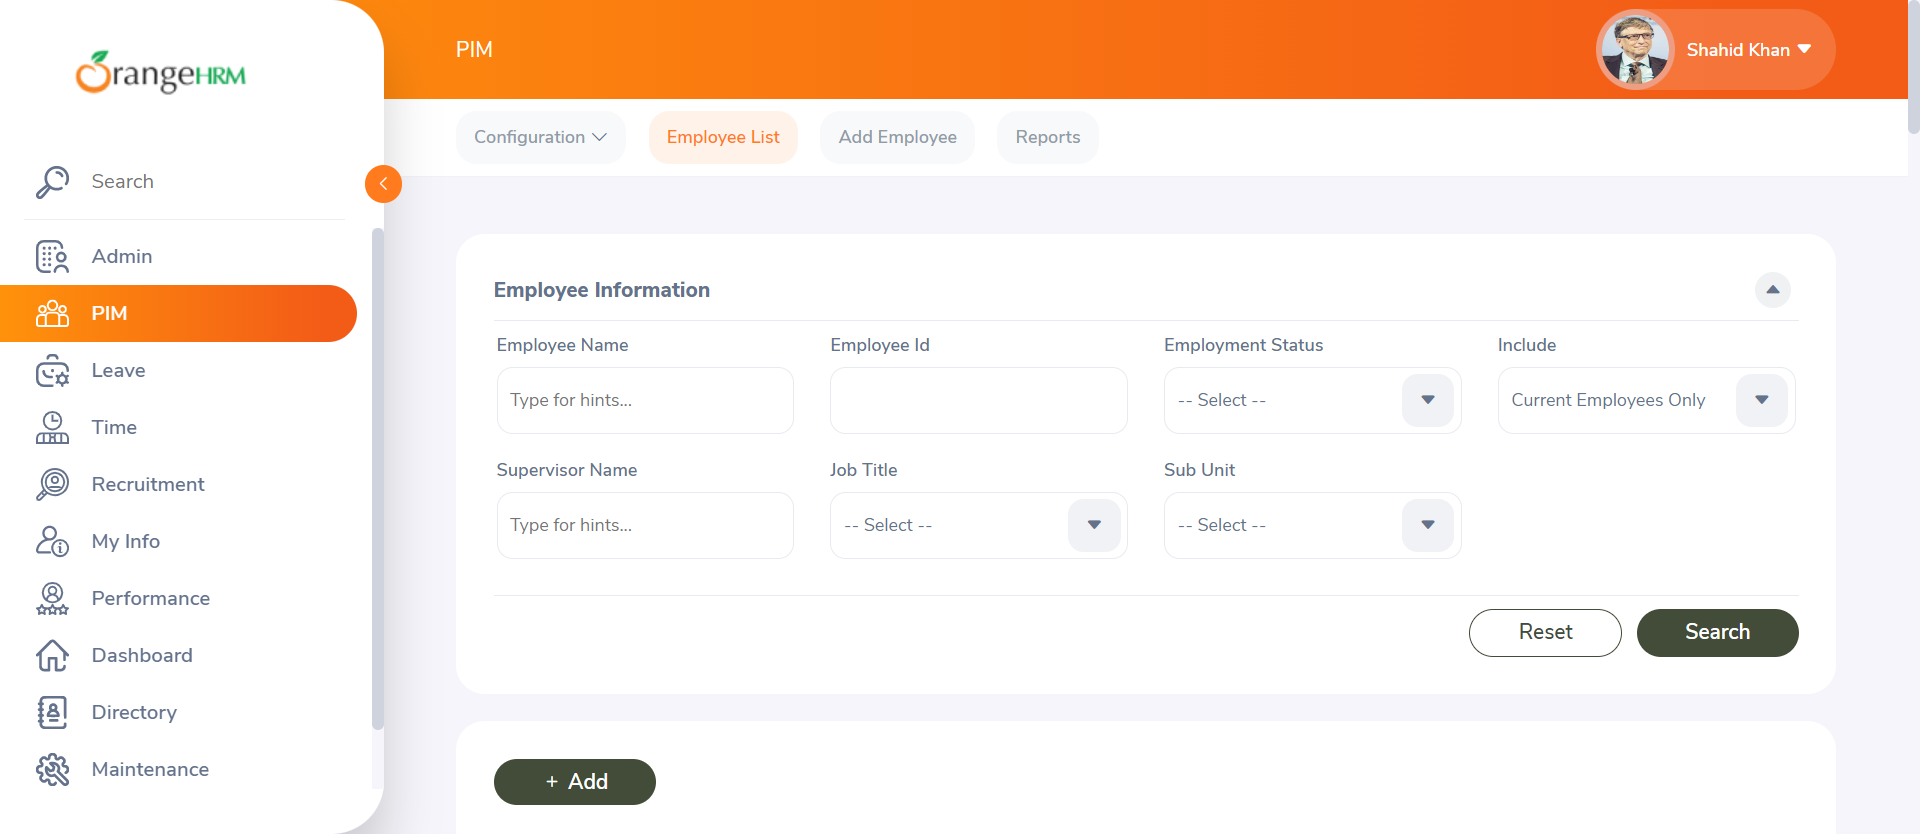 OrangeHRM
Search
Admin
PIM
Leave
Time
Recruitment
My Info
Performance
Dashboard
Directory
Maintenance
PIM
Shahid Khan
Configuration
Employee List
Add Employee
Reports
Employee Information
Employee Name
Employee Id
Employment Status
Include
Type for hints...
-- Select --
Current Employees Only
Supervisor Name
Job Title
Sub Unit
Type for hints...
-- Select --
-- Select --
Reset
Search
+ Add